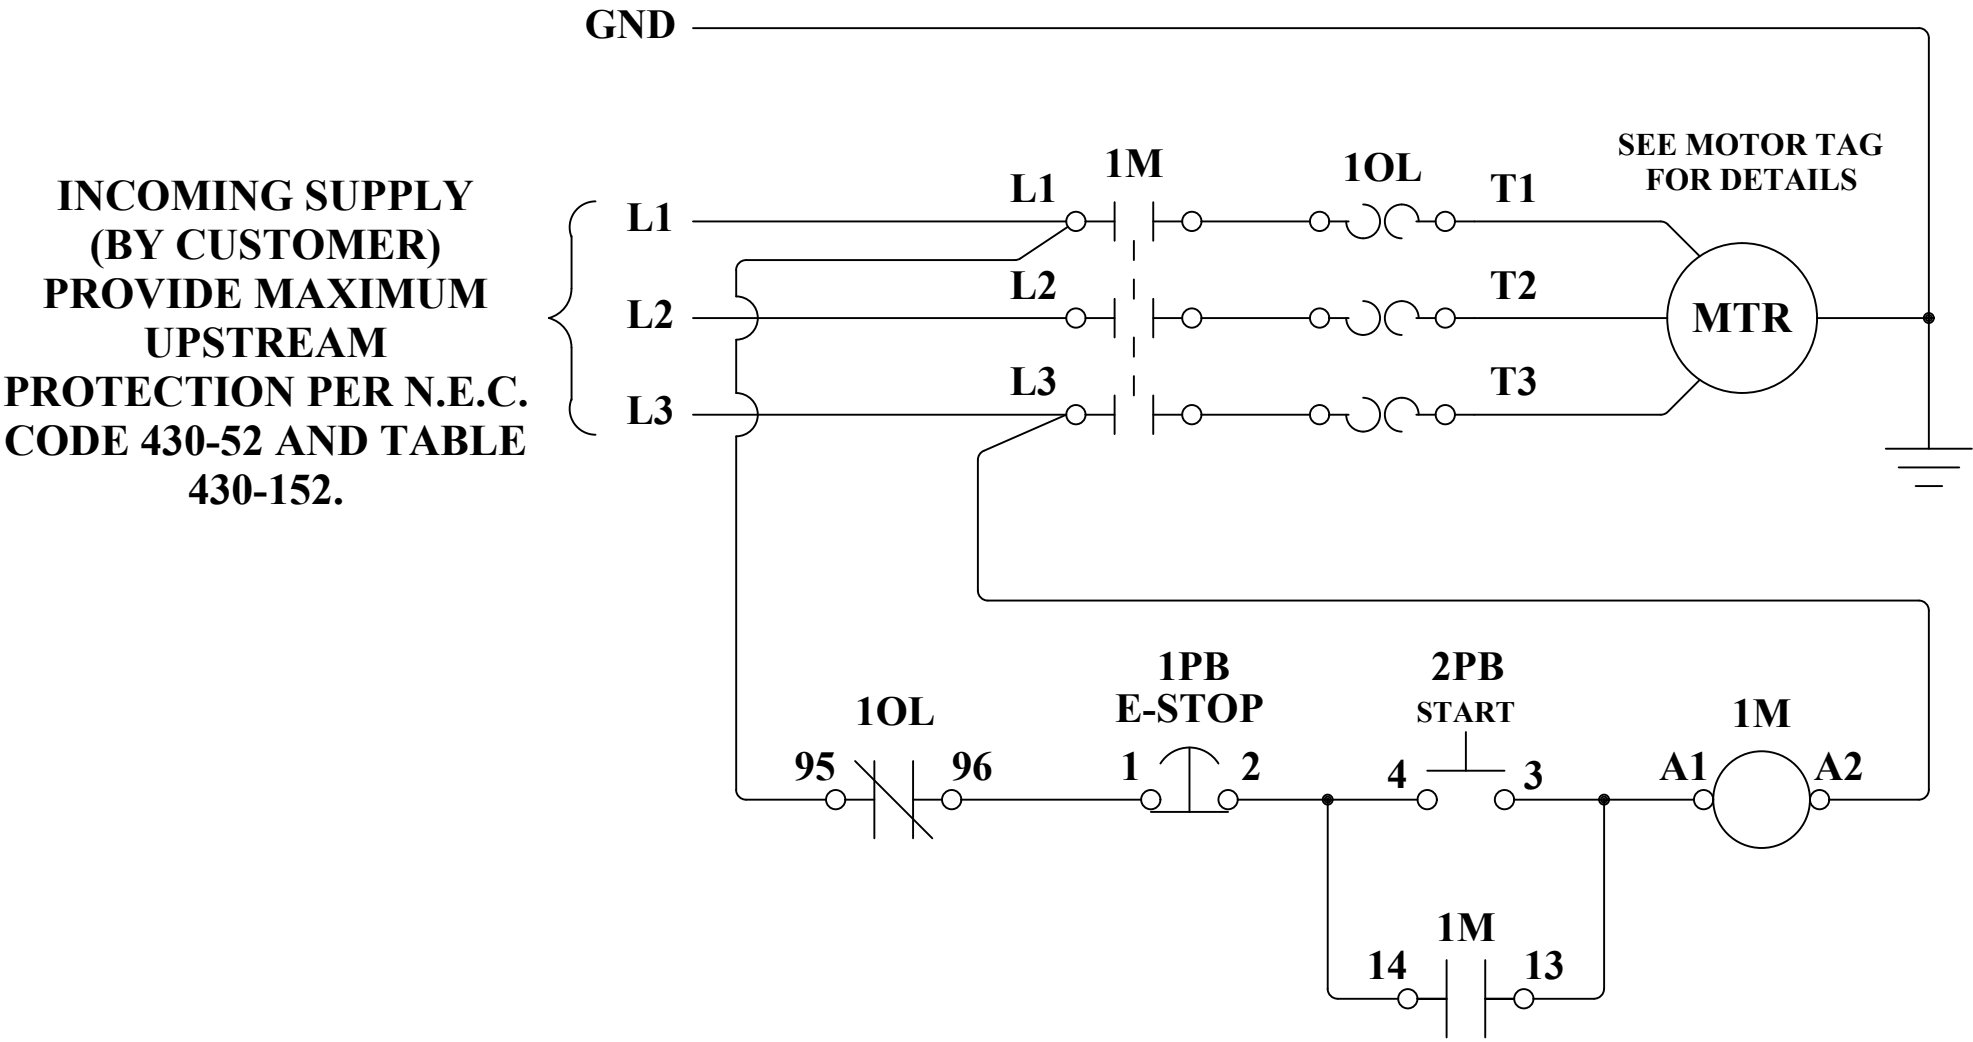 GND
INCOMING SUPPLY
(BY CUSTOMER)
PROVIDE MAXIMUM
UPSTREAM
PROTECTION PER N.E.C.
CODE 430-52 AND TABLE
430-152.
L1
L2
L3
L1
1M
1OL
T1
L2
T2
L3
T3
SEE MOTOR TAG
FOR DETAILS
MTR
1OL
95
96
1PB
E-STOP
1
2
2PB
START
4
3
1M
A1
A2
1M
14
13